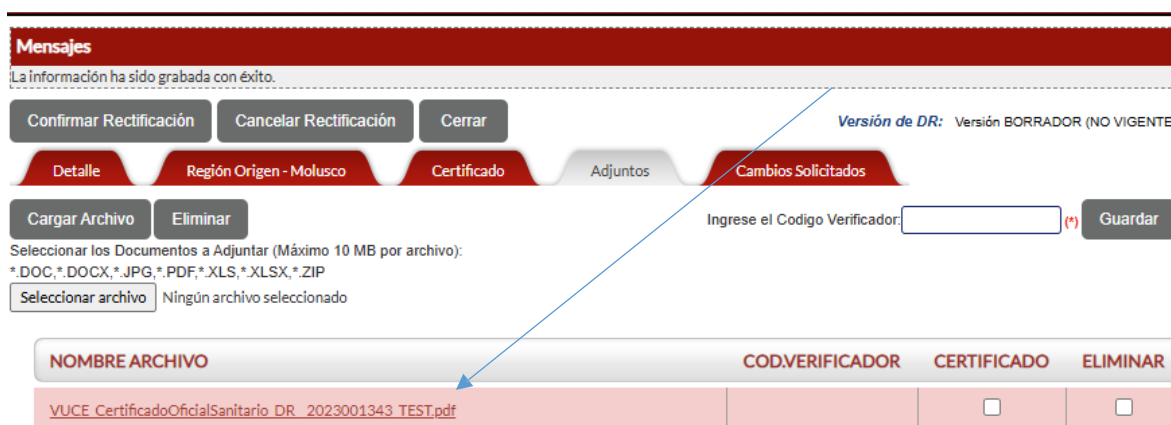 Mensajes
La información ha sido grabada con éxito.
Confirmar Rectificación Cancelar Rectificación Cerrar Versión de DR: Versión BORRADOR (NO VIGENTE
Detalle Región Origen - Molusco Certificado Adjuntos Cambios Solicitados
Cargar Archivo Eliminar Ingrese el Codigo Verificador: (*) Guardar
Seleccionar los Documentos a Adjuntar (Máximo 10 MB por archivo):
*.DOC,*.DOCX,*.JPG,*.PDF,*.XLS,*.XLSX,*.ZIP
Seleccionar archivo Ningún archivo seleccionado
NOMBRE ARCHIVO COD.VERIFICADOR CERTIFICADO ELIMINAR
VUCE_CertificadoOficialSanitario_DR__2023001343_TEST.pdf